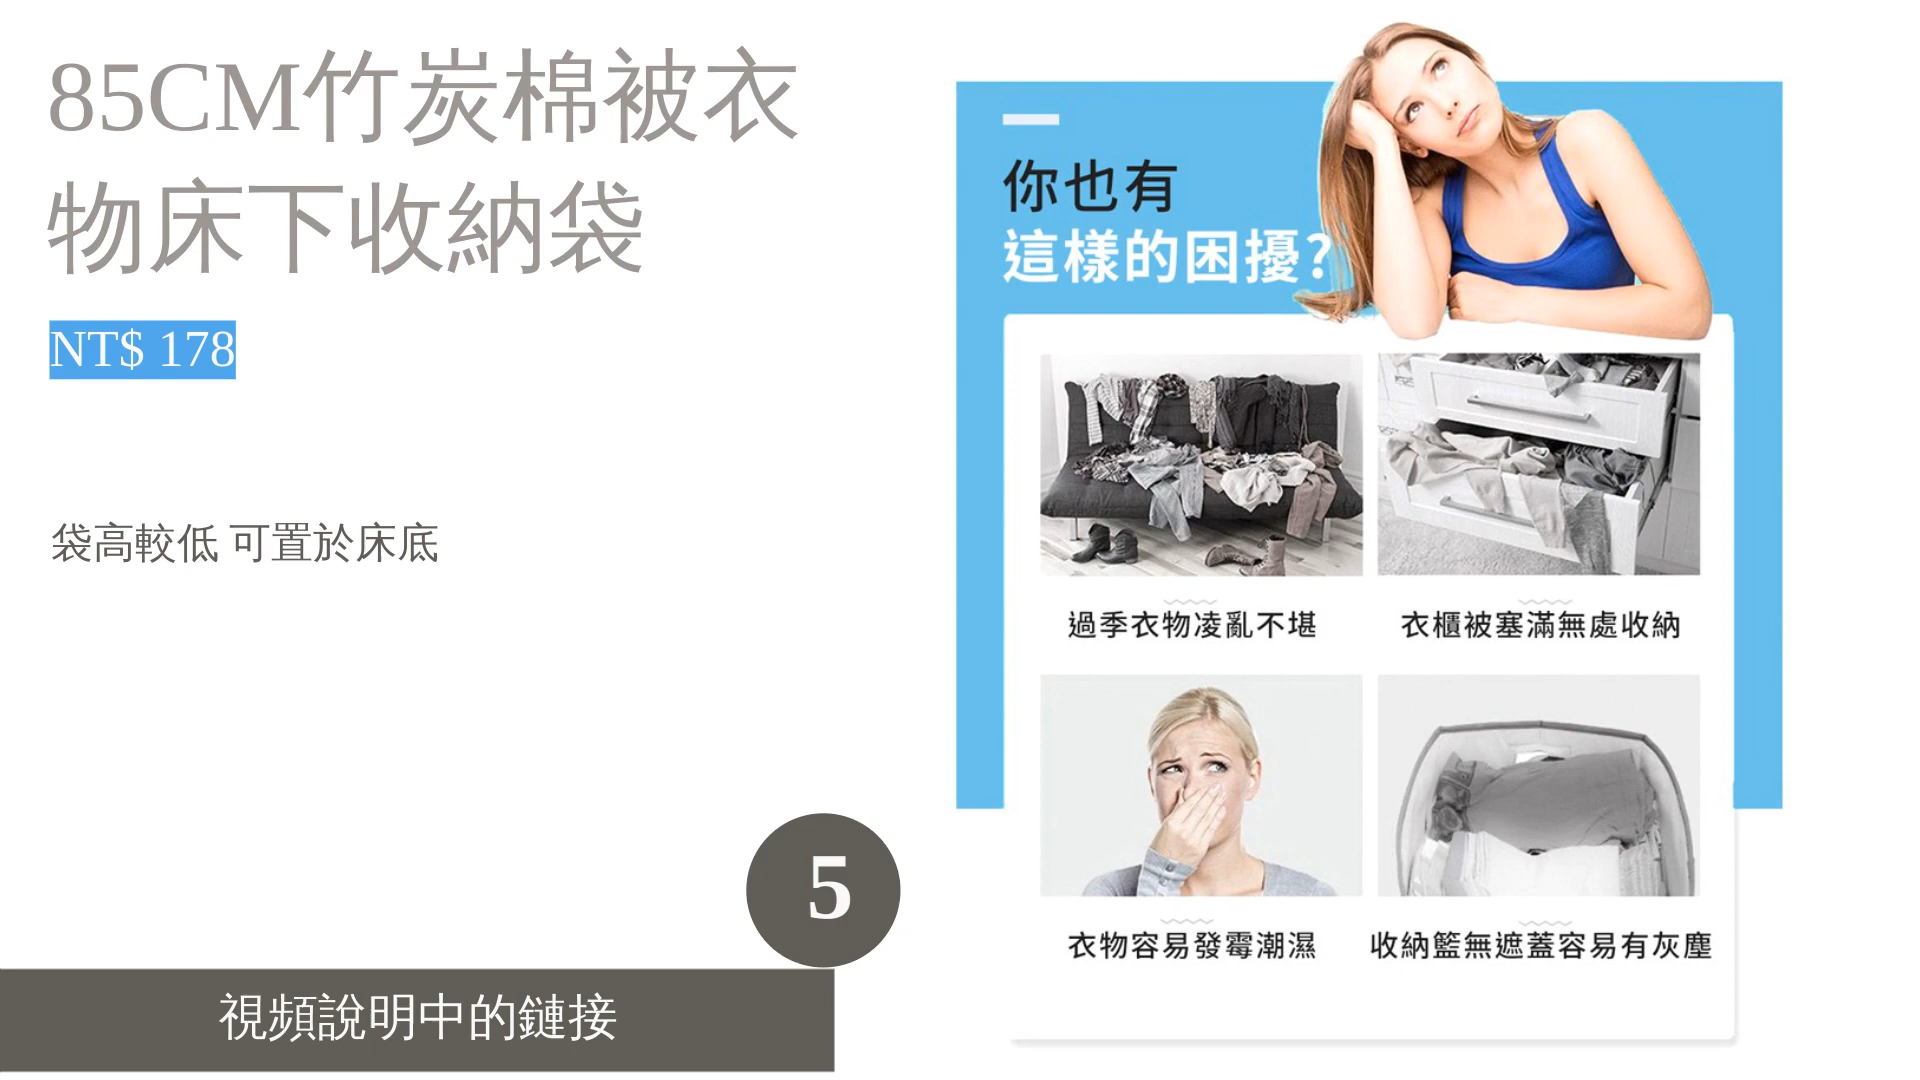 85CM竹炭棉被衣
物床下收納袋
NT$ 178
袋高較低 可置於床底
5
視頻說明中的鏈接
你也有
這樣的困擾?
過季衣物凌亂不堪
衣櫃被塞滿無處收納
衣物容易發霉潮濕
收納籃無遮蓋容易有灰塵